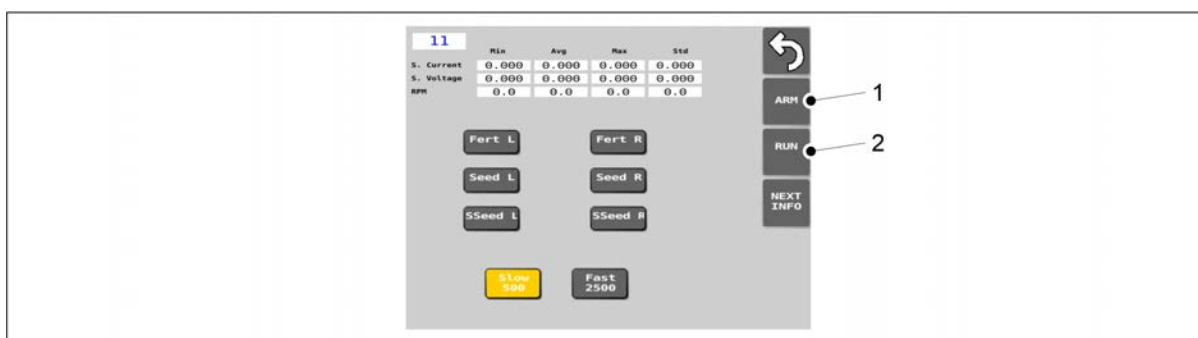 11
Min Avg Max Std
S. Current 0.000 0.000 0.000 0.000
S. Voltage 0.000 0.000 0.000 0.000
RPM 0.0 0.0 0.0 0.0
ARM 1
Fert L Fert R
RUN 2
Seed L Seed R
NEXT
INFO
SSeed L SSeed R
Slow
500
Fast
2500